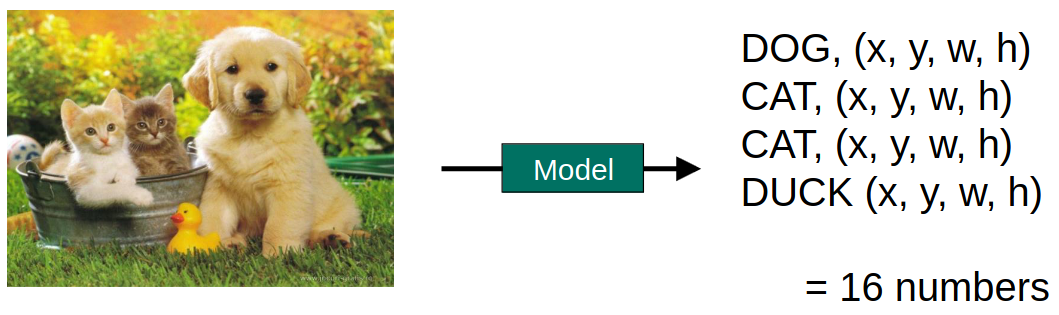 Model
DOG, (x, y, w, h)
CAT, (x, y, w, h)
CAT, (x, y, w, h)
DUCK (x, y, w, h)
= 16 numbers